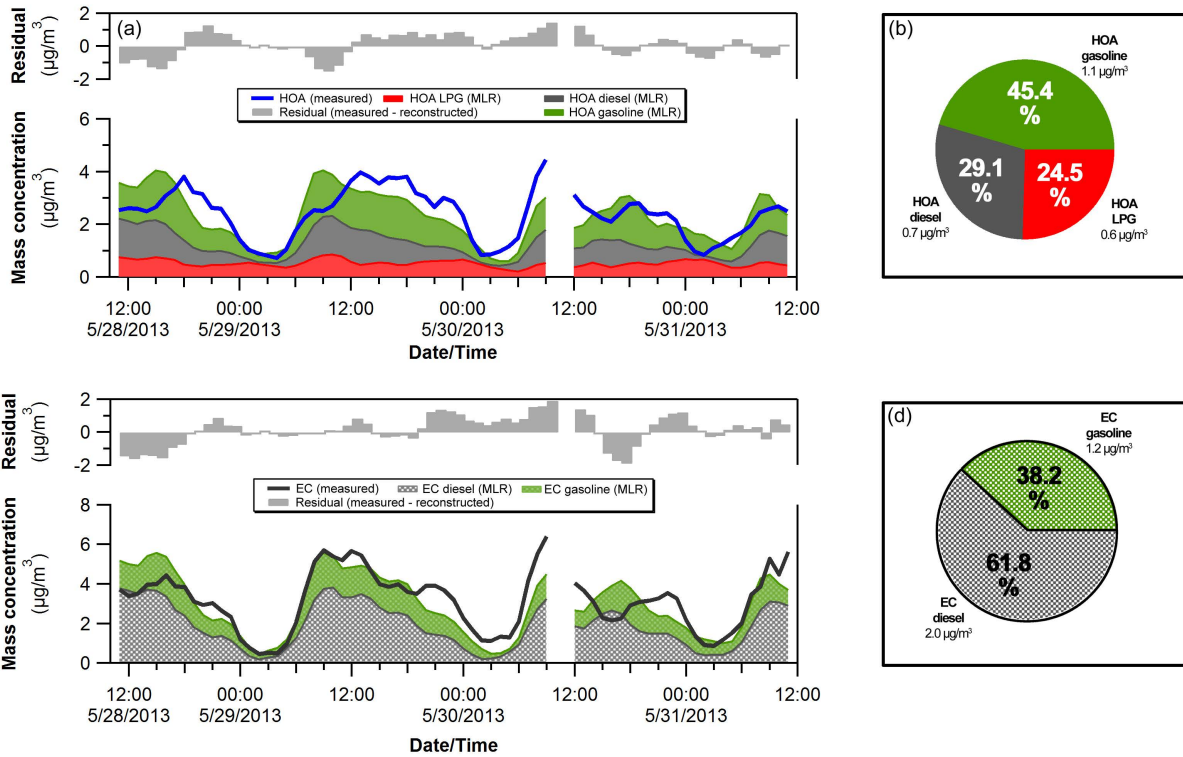 (a)
2
0
-2
Residual
(µg/m³)
HOA (measured) HOA LPG (MLR) HOA diesel (MLR)
Residual (measured - reconstructed) HOA gasoline (MLR)
6
4
2
0
Mass concentration
(µg/m³)
12:00 00:00 12:00 00:00 12:00 00:00 12:00
5/28/2013 5/29/2013 5/30/2013 5/31/2013
Date/Time
(b)
HOA
gasoline
1.1 µg/m³
45.4
%
29.1
%
24.5
%
HOA
diesel
0.7 µg/m³
HOA
LPG
0.6 µg/m³
2
0
-2
Residual
(µg/m³)
EC (measured) EC diesel (MLR) EC gasoline (MLR)
Residual (measured - reconstructed)
8
6
4
2
0
Mass concentration
(µg/m³)
12:00 00:00 12:00 00:00 12:00 00:00 12:00
5/28/2013 5/29/2013 5/30/2013 5/31/2013
Date/Time
(d)
EC
gasoline
1.2 µg/m³
38.2
%
61.8
%
EC
diesel
2.0 µg/m³